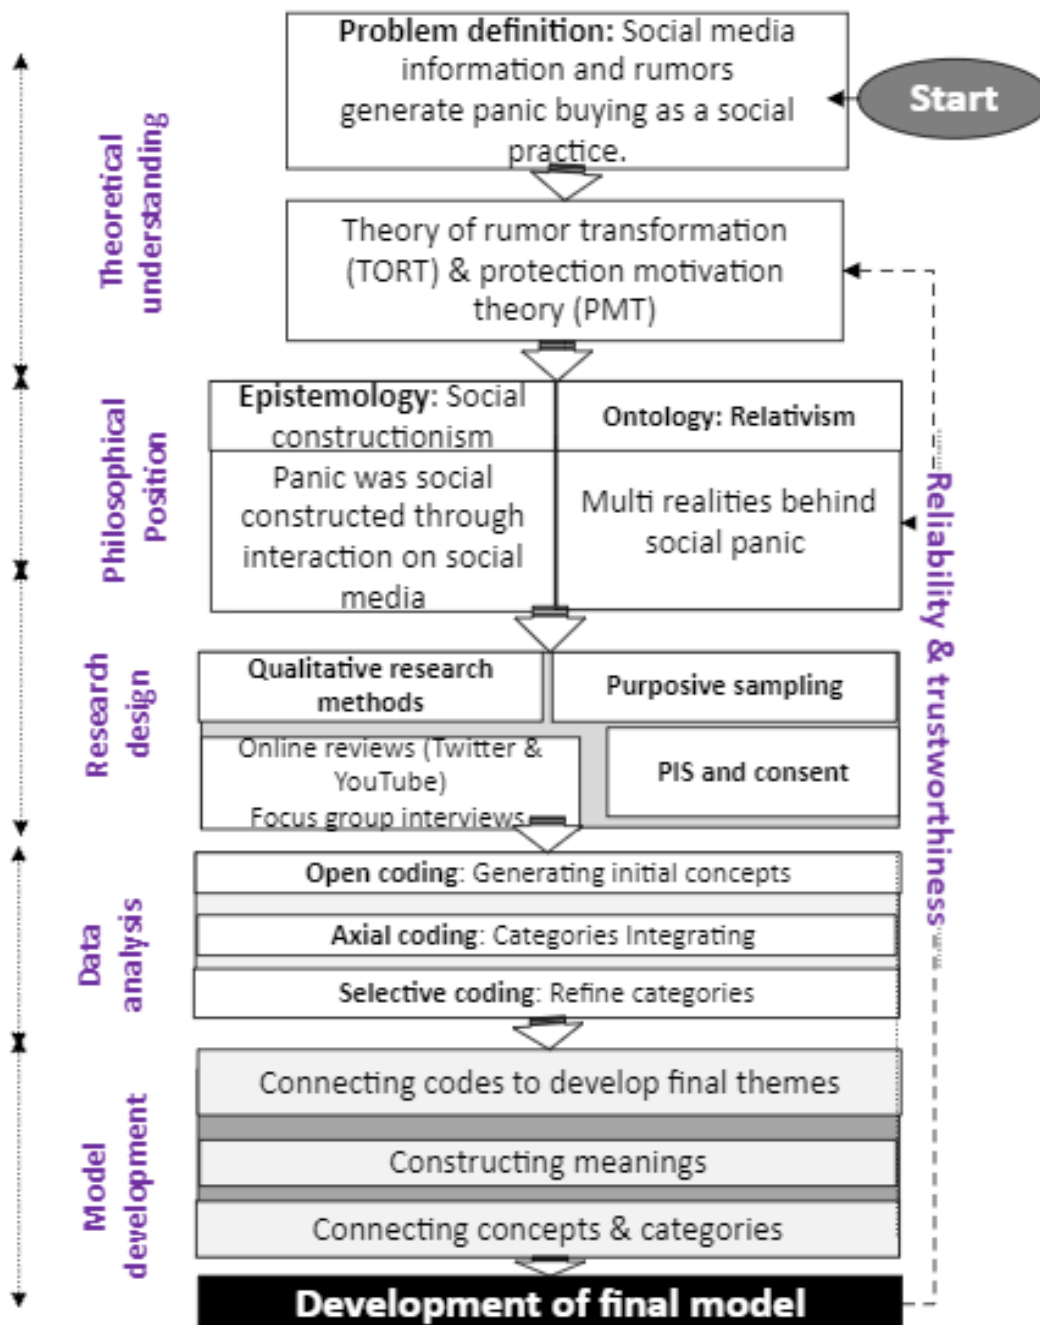 Problem definition: Social media
information and rumors
generate panic buying as a social
practice.
Start
Theoretical
understanding
Theory of rumor transformation
(TORT) & protection motivation
theory (PMT)
Philosophical
Position
Epistemology: Social
constructionism
Ontology: Relativism
Panic was social
constructed through
interaction on social
media
Multi realities behind
social panic
Reliability & trustworthiness
Research
design
Qualitative research
methods
Purposive sampling
Online reviews (Twitter &
YouTube)
Focus group interviews
PIS and consent
Data
analysis
Open coding: Generating initial concepts
Axial coding: Categories Integrating
Selective coding: Refine categories
Model
development
Connecting codes to develop final themes
Constructing meanings
Connecting concepts & categories
Development of final model